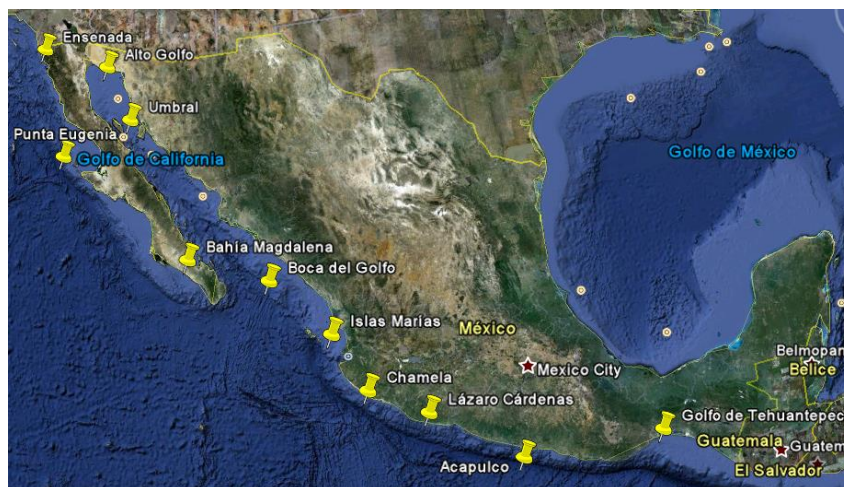 Ensenada
Alto Golfo
Umbral
Punta Eugenia
Golfo de California
Golfo de México
Bahía Magdalena
Boca del Golfo
Islas Marías
México
Belmopan
Mexico City
Belice
Chamela
Lázaro Cárdenas
Golfo de Tehuantepec
Guatemala
Guatem
Acapulco
El Salvador